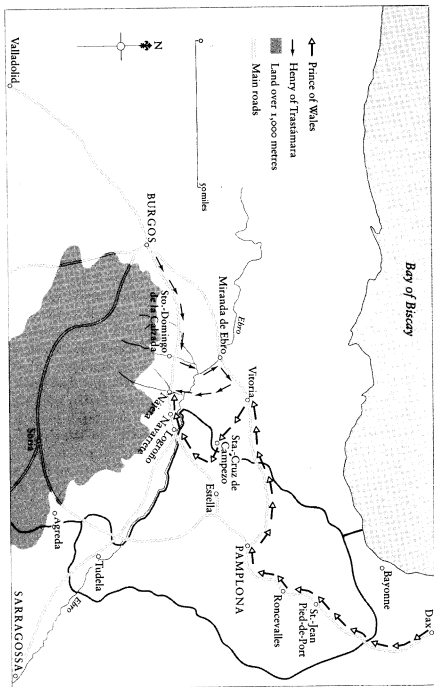 Bay of Biscay
Prince of Wales
Henry of Trastámara
Land over 1,000 metres
Main roads
50 miles
N
Valladolid
BURGOS
Sto.-Domingo
de la Calzada
Miranda de Ebro
Ebro
Vitoria
Nájera
Navarrete
Logroño
Sta.-Cruz de
Campezo
Estella
PAMPLONA
Roncevalles
St.-Jean
Pied-de-Port
Bayonne
Dax
Soria
Agreda
Tudela
Ebro
SARRAGOSSA